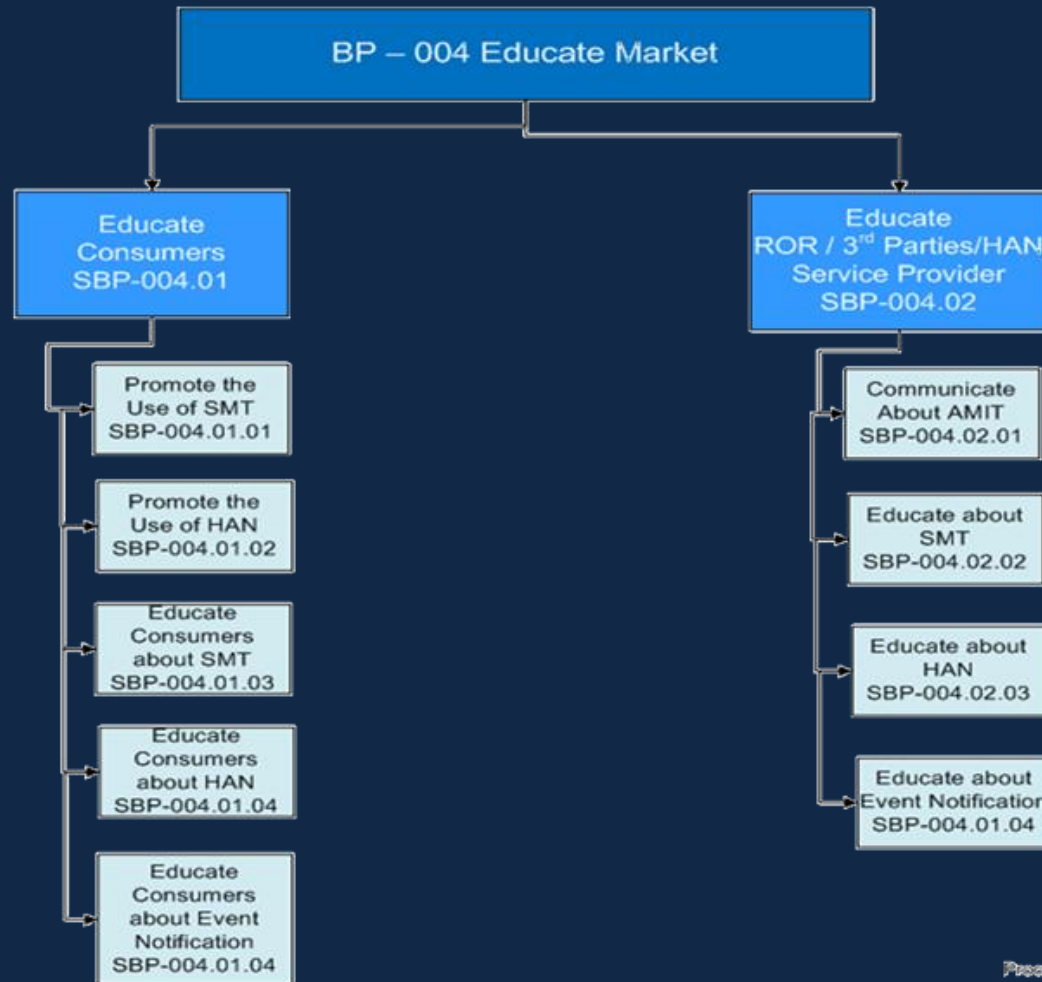 BP – 004 Educate Market
Educate
Consumers
SBP-004.01
Educate
ROR / 3rd Parties/HAN
Service Provider
SBP-004.02
Promote the
Use of SMT
SBP-004.01.01
Promote the
Use of HAN
SBP-004.01.02
Educate
Consumers
about SMT
SBP-004.01.03
Educate
Consumers
about HAN
SBP-004.01.04
Educate
Consumers
about Event
Notification
SBP-004.01.04
Communicate
About AMIT
SBP-004.02.01
Educate about
SMT
SBP-004.02.02
Educate about
HAN
SBP-004.02.03
Educate about
Event Notification
SBP-004.01.04